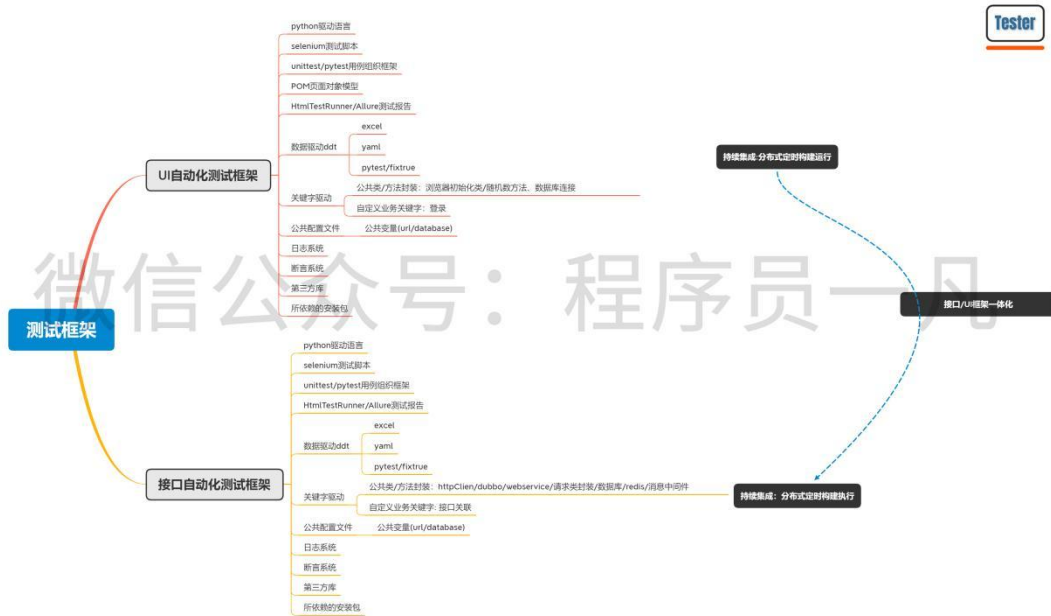 Tester
测试框架
UI自动化测试框架
python驱动语言
selenium测试脚本
unittest/pytest用例组织框架
POM页面对象模型
HtmlTestRunner/Allure测试报告
数据驱动ddt
excel
yaml
pytest/fixtrue
关键字驱动
公共类/方法封装：浏览器初始化类/随机数方法、数据库连接
自定义业务关键字：登录
公共配置文件
公共变量(url/database)
日志系统
断言系统
第三方库
所依赖的安装包
接口自动化测试框架
python驱动语言
selenium测试脚本
unittest/pytest用例组织框架
HtmlTestRunner/Allure测试报告
数据驱动ddt
excel
yaml
pytest/fixtrue
关键字驱动
公共类/方法封装：httpClien/dubbo/webservice/请求类封装/数据库/redis/消息中间件
自定义业务关键字: 接口关联
公共配置文件
公共变量(url/database)
日志系统
断言系统
第三方库
所依赖的安装包
持续集成:分布式定时构建运行
接口/UI框架一体化
持续集成：分布式定时构建执行
微信公众号：程序员一凡